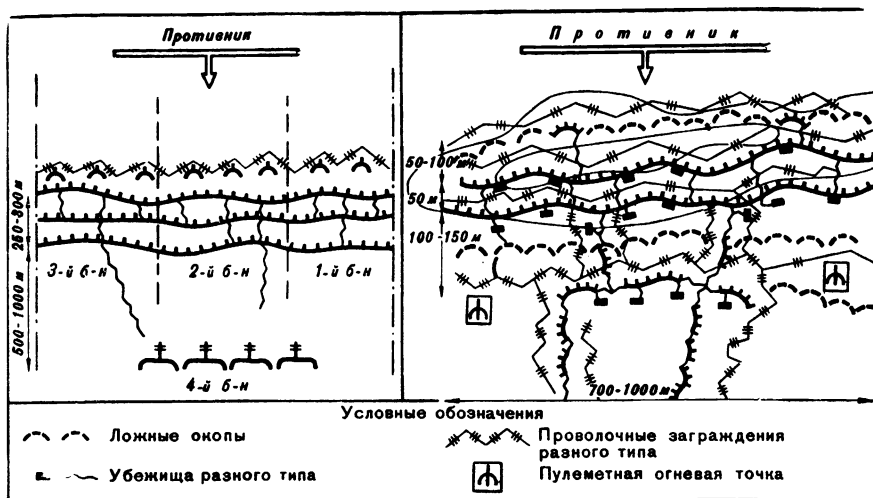 Противник
250-300 м
500-1000 м
3-й б-н
2-й б-н
1-й б-н
4-й б-н
Противник
50-100 м
50 м
100-150 м
700-1000 м
Условные обозначения
Ложные окопы
Убежища разного типа
Проволочные заграждения
разного типа
Пулеметная огневая точка